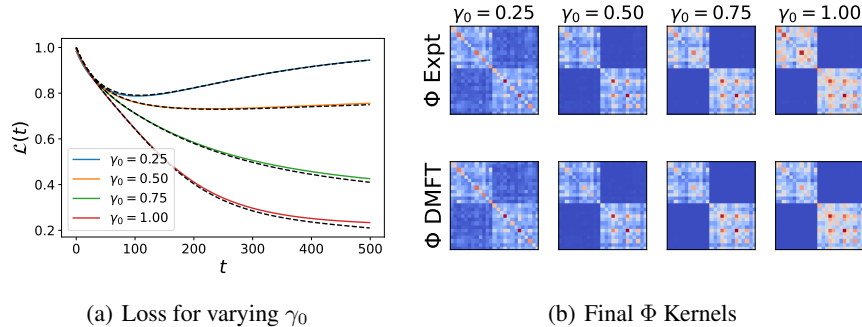 1.0
0.8
0.6
0.4
0.2
ℒ(t)
γ₀ = 0.25
γ₀ = 0.50
γ₀ = 0.75
γ₀ = 1.00
0 100 200 300 400 500
t
(a) Loss for varying γ₀
γ₀ = 0.25 γ₀ = 0.50 γ₀ = 0.75 γ₀ = 1.00
Φ Expt
Φ DMFT
(b) Final Φ Kernels